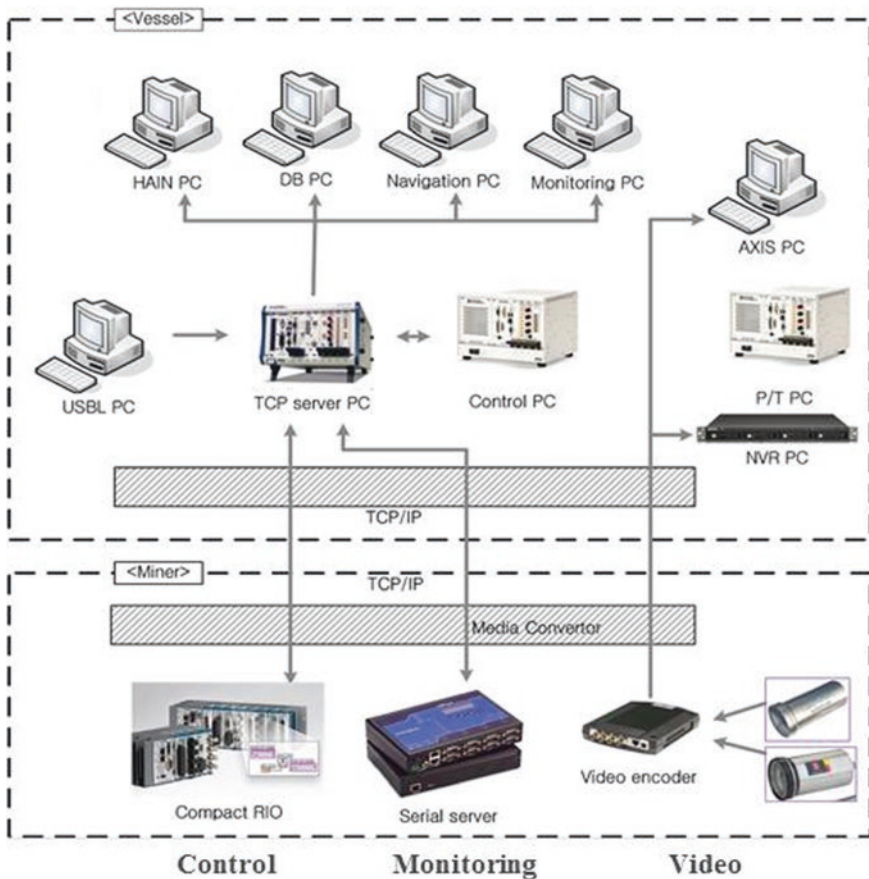 <Vessel>
HAIN PC
DB PC
Navigation PC
Monitoring PC
AXIS PC
USBL PC
TCP server PC
Control PC
P/T PC
NVR PC
TCP/IP
<Miner>
TCP/IP
Media Convertor
Compact RIO
Serial server
Video encoder
Control Monitoring Video